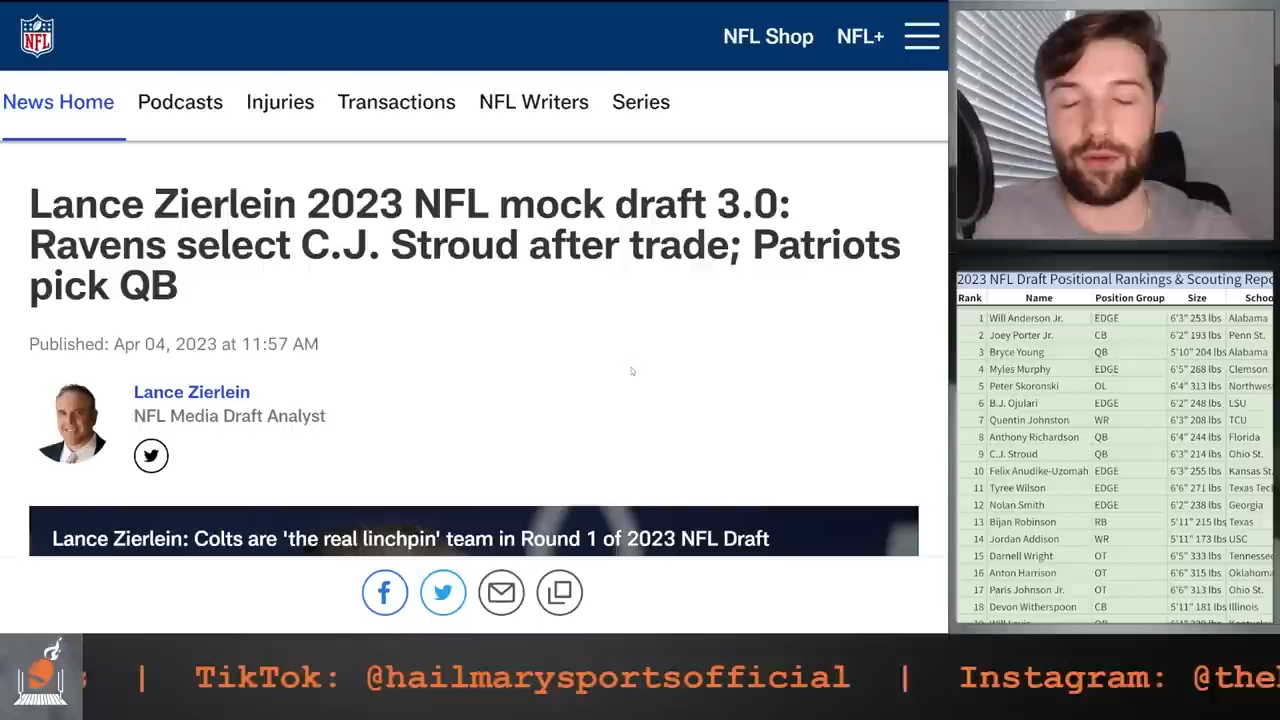 NFL
NFL Shop NFL+
News Home Podcasts Injuries Transactions NFL Writers Series
Lance Zierlein 2023 NFL mock draft 3.0:
Ravens select C.J. Stroud after trade; Patriots
pick QB
Published: Apr 04, 2023 at 11:57 AM
Lance Zierlein
NFL Media Draft Analyst
Lance Zierlein: Colts are 'the real linchpin' team in Round 1 of 2023 NFL Draft
2023 NFL Draft Positional Rankings & Scouting Repo
Rank Name Position Group Size Schoo
1 Will Anderson Jr. EDGE 6'3" 253 lbs Alabama
2 Joey Porter Jr. CB 6'2" 193 lbs Penn St.
3 Bryce Young QB 5'10" 204 lbs Alabama
4 Myles Murphy EDGE 6'5" 268 lbs Clemson
5 Peter Skoronski OL 6'4" 313 lbs Northwes
6 B.J. Ojulari EDGE 6'2" 248 lbs LSU
7 Quentin Johnston WR 6'3" 208 lbs TCU
8 Anthony Richardson QB 6'4" 244 lbs Florida
9 C.J. Stroud QB 6'3" 214 lbs Ohio St.
10 Felix Anudike-Uzomah EDGE 6'3" 255 lbs Kansas St
11 Tyree Wilson EDGE 6'6" 271 lbs Texas Tec
12 Nolan Smith EDGE 6'2" 238 lbs Georgia
13 Bijan Robinson RB 5'11" 215 lbs Texas
14 Jordan Addison WR 5'11" 173 lbs USC
15 Darnell Wright OT 6'5" 333 lbs Tennesse
16 Anton Harrison OT 6'6" 315 lbs Oklahom
17 Paris Johnson Jr. OT 6'6" 313 lbs Ohio St.
18 Devon Witherspoon CB 5'11" 181 lbs Illinois
| TikTok: @hailmarysportsofficial | Instagram: @the